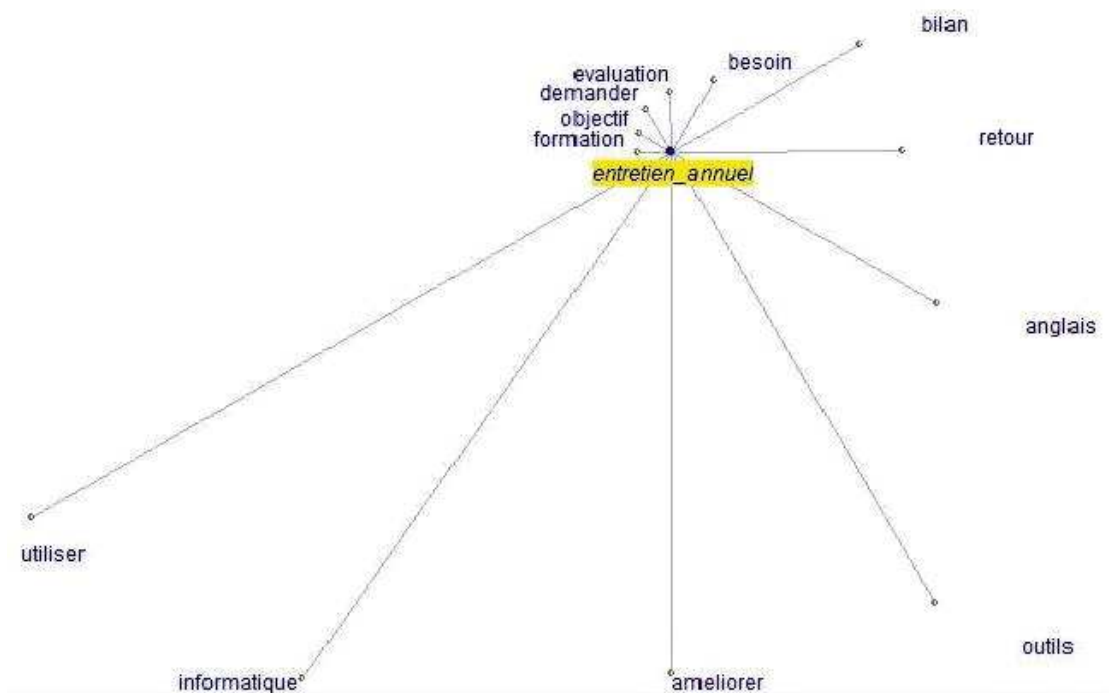 bilan
besoin
evaluation
demander
objectif
formation
retour
entretien_annuel
anglais
utiliser
outils
informatique
ameliorer